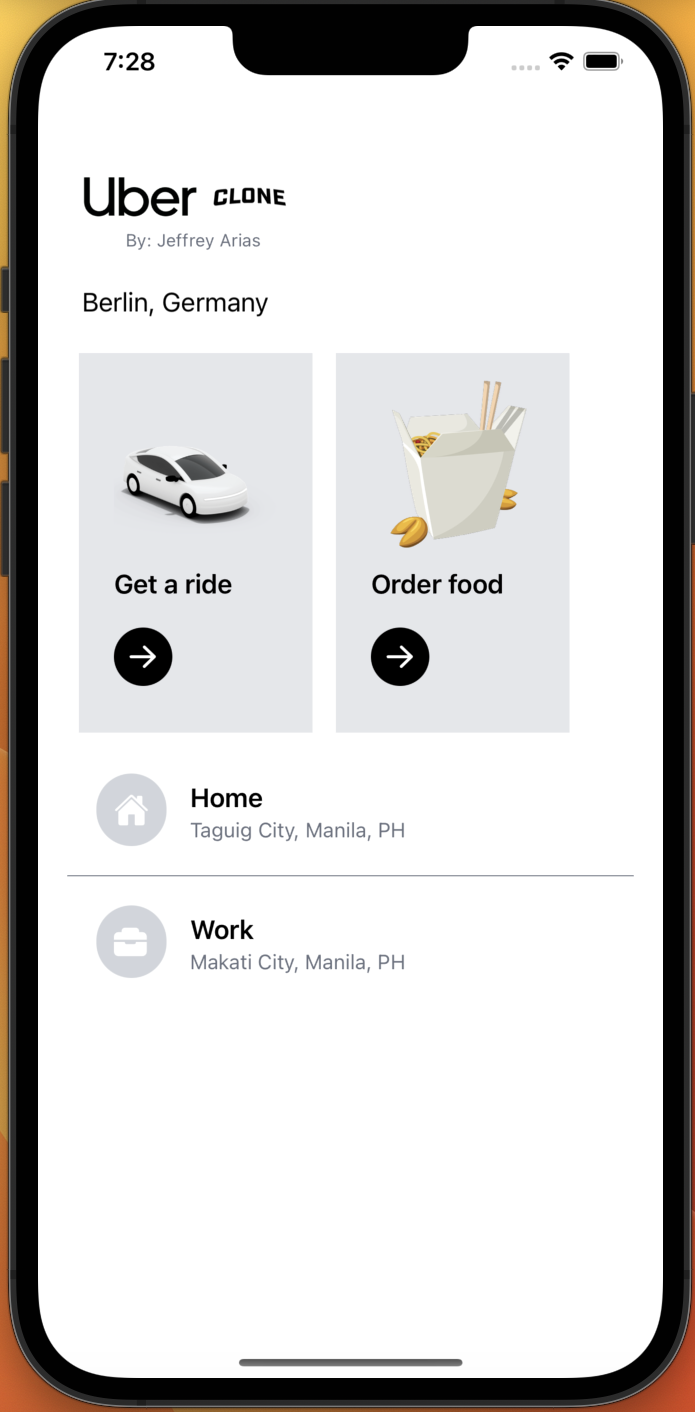 7:28
Uber CLONE
By: Jeffrey Arias
Berlin, Germany
Get a ride
Order food
Home
Taguig City, Manila, PH
Work
Makati City, Manila, PH